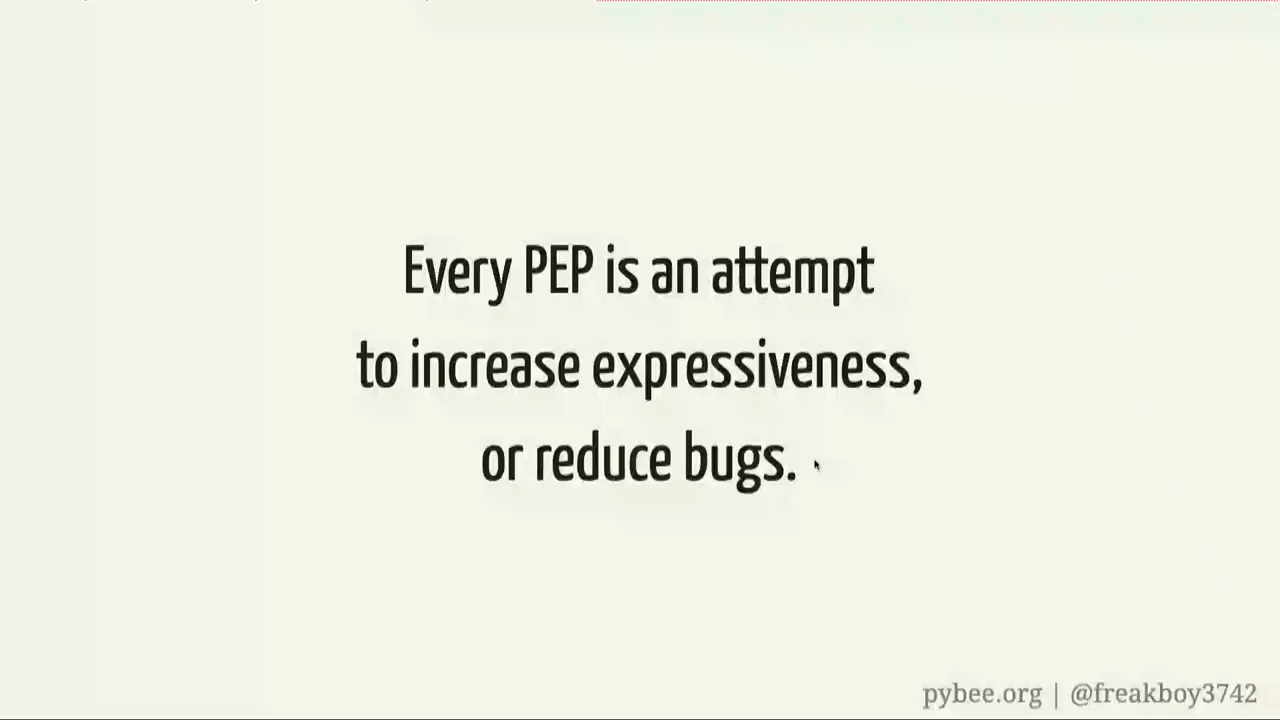 Every PEP is an attempt
to increase expressiveness,
or reduce bugs.
pybee.org | @freakboy3742